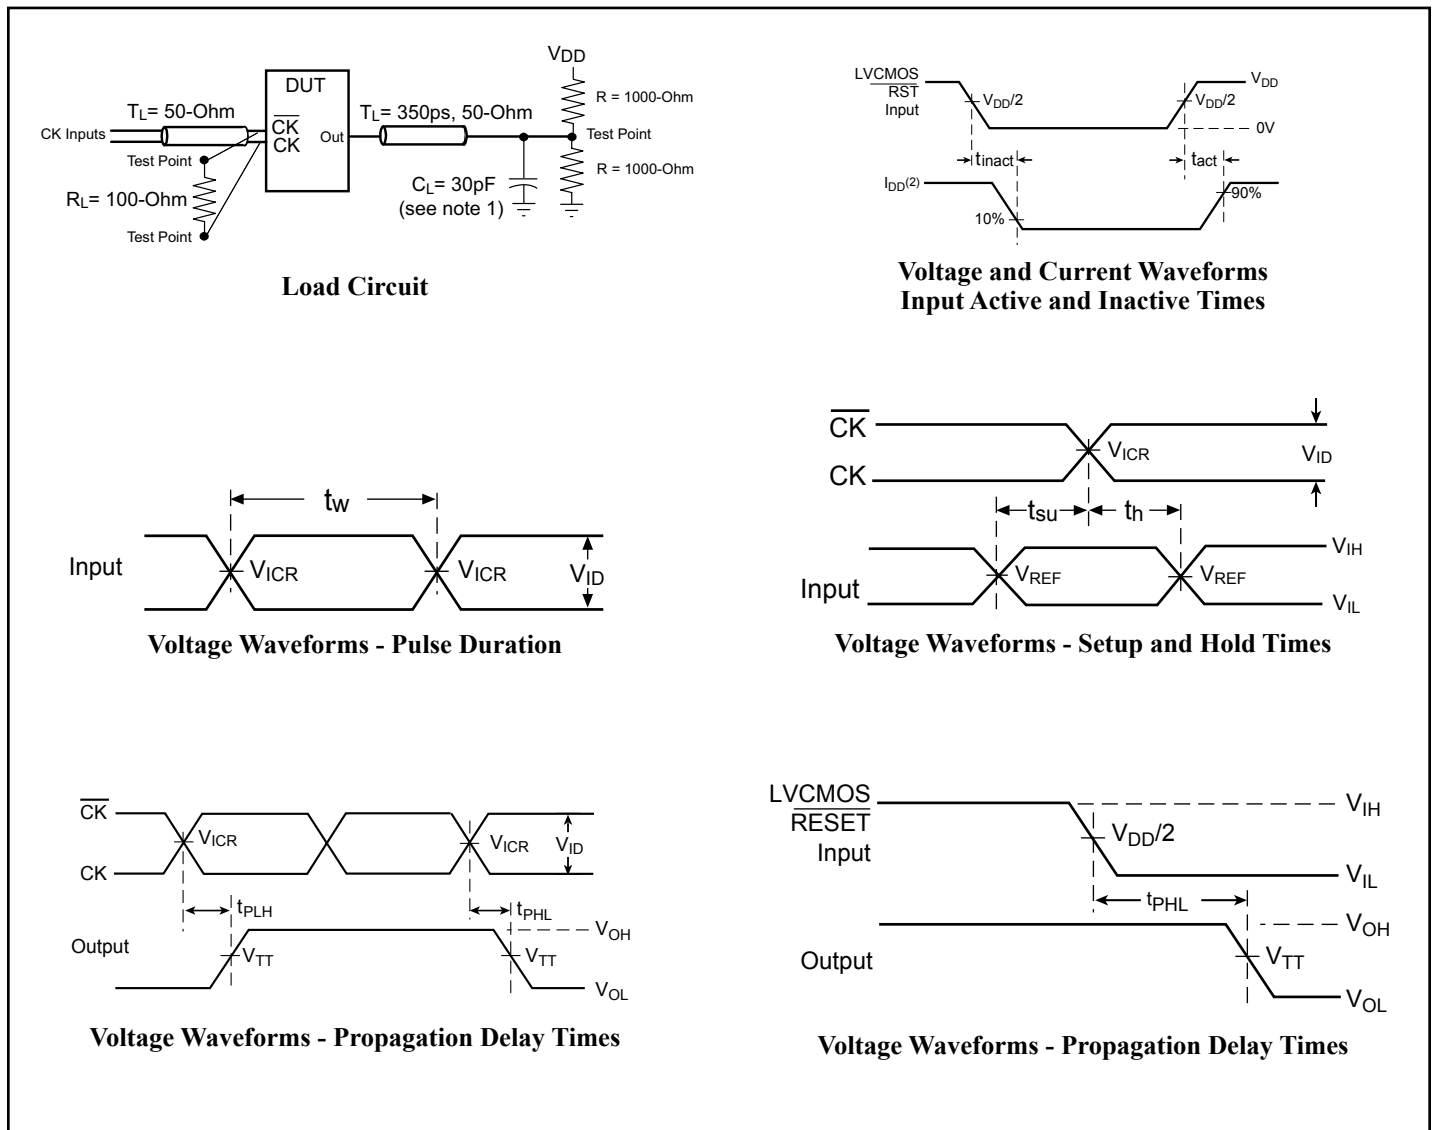 VDD
DUT
TL= 50-Ohm
TL= 350ps, 50-Ohm
R = 1000-Ohm
CK Inputs
CK
CK
Out
Test Point
Test Point
R = 1000-Ohm
RL= 100-Ohm
CL= 30pF
(see note 1)
Test Point
Load Circuit
LVCMOS
RST
Input
VDD/2
VDD/2
VDD
0V
tinact
tact
IDD(2)
10%
90%
Voltage and Current Waveforms
Input Active and Inactive Times
tw
Input
VICR
VICR
VID
Voltage Waveforms - Pulse Duration
CK
CK
VICR
VID
tsu
th
Input
VREF
VREF
VIH
VIL
Voltage Waveforms - Setup and Hold Times
CK
CK
VICR
VICR
VID
tPLH
tPHL
Output
VTT
VTT
VOH
VOL
Voltage Waveforms - Propagation Delay Times
LVCMOS
RESET
Input
VDD/2
VIH
VIL
tPHL
Output
VTT
VOH
VOL
Voltage Waveforms - Propagation Delay Times